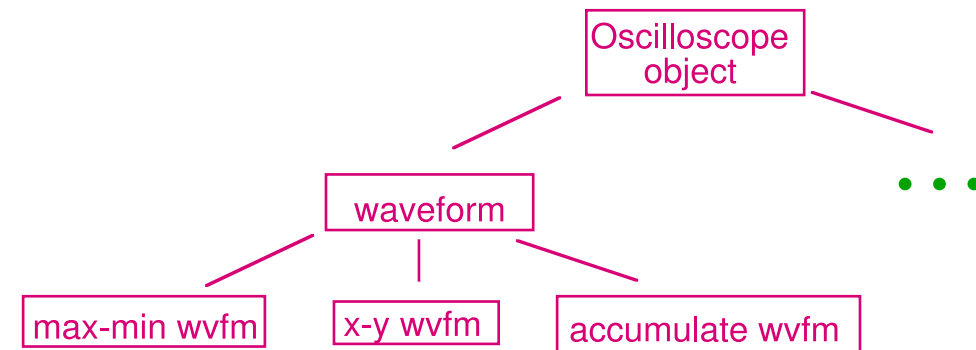 Oscilloscope
object
waveform
max-min wvfm
x-y wvfm
accumulate wvfm